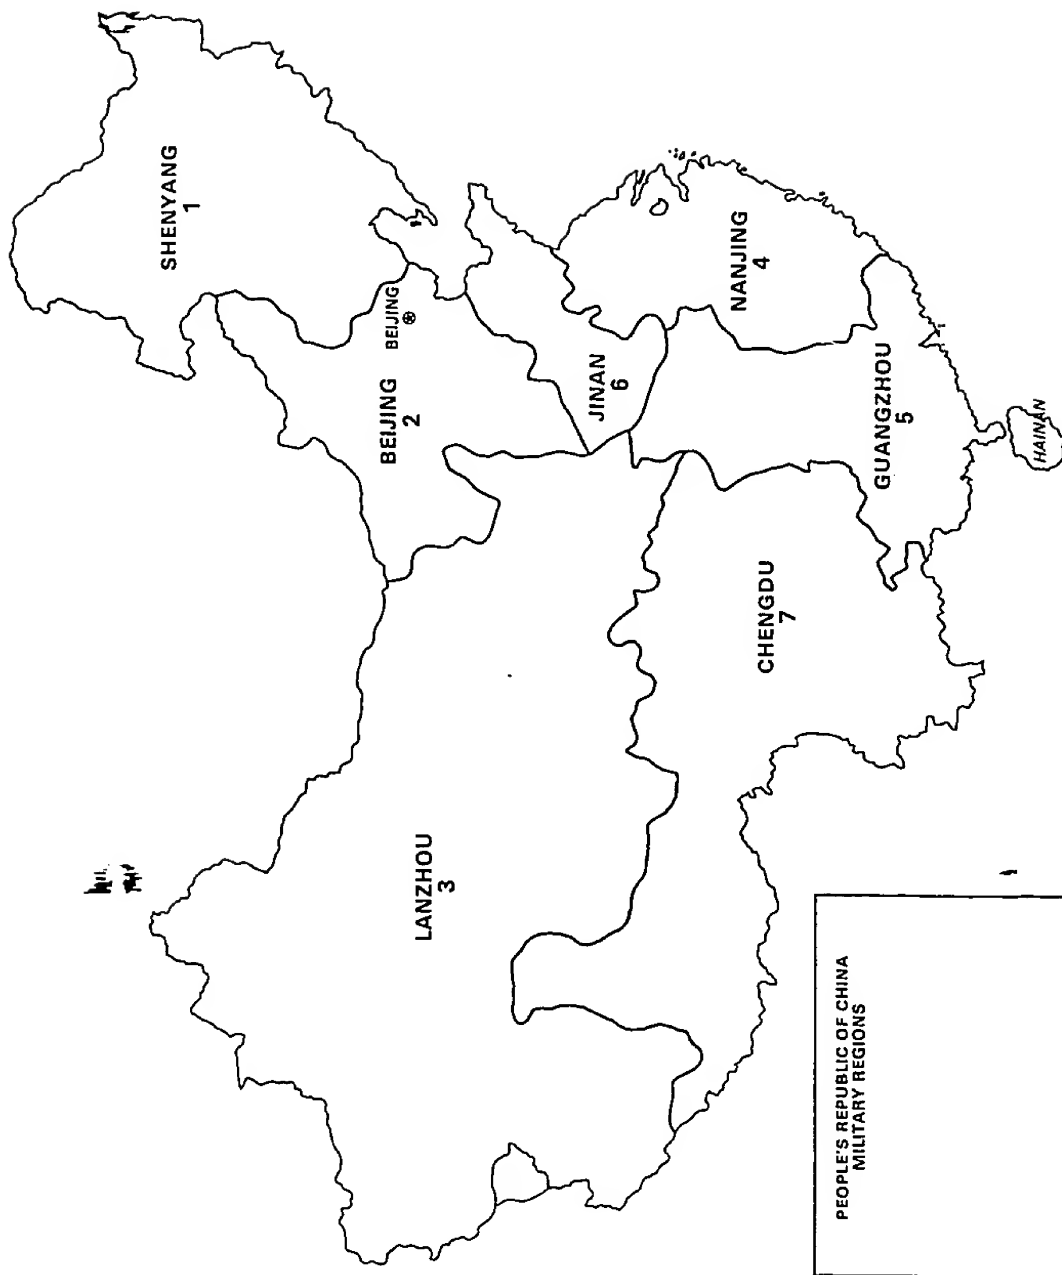 SHENYANG
1
BEIJING
2
BEIJING
LANZHOU
3
JINAN
6
NANJING
4
CHENGDU
7
GUANGZHOU
5
HAINAN
PEOPLE'S REPUBLIC OF CHINA
MILITARY REGIONS